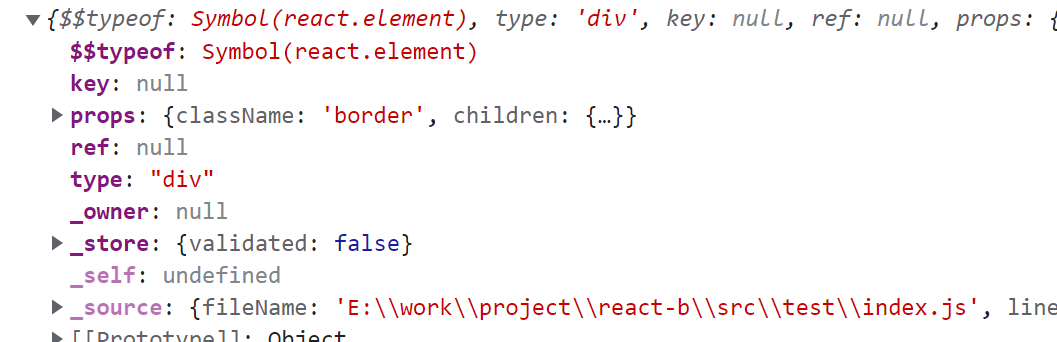 ▼{$$typeof: Symbol(react.element), type: 'div', key: null, ref: null, props: {
$$typeof: Symbol(react.element)
key: null
▶props: {className: 'border', children: {…}}
ref: null
type: "div"
_owner: null
▶_store: {validated: false}
_self: undefined
▶_source: {fileName: 'E:\\work\\project\\react-b\\src\\test\\index.js', line
▶[[Prototype]]: Object